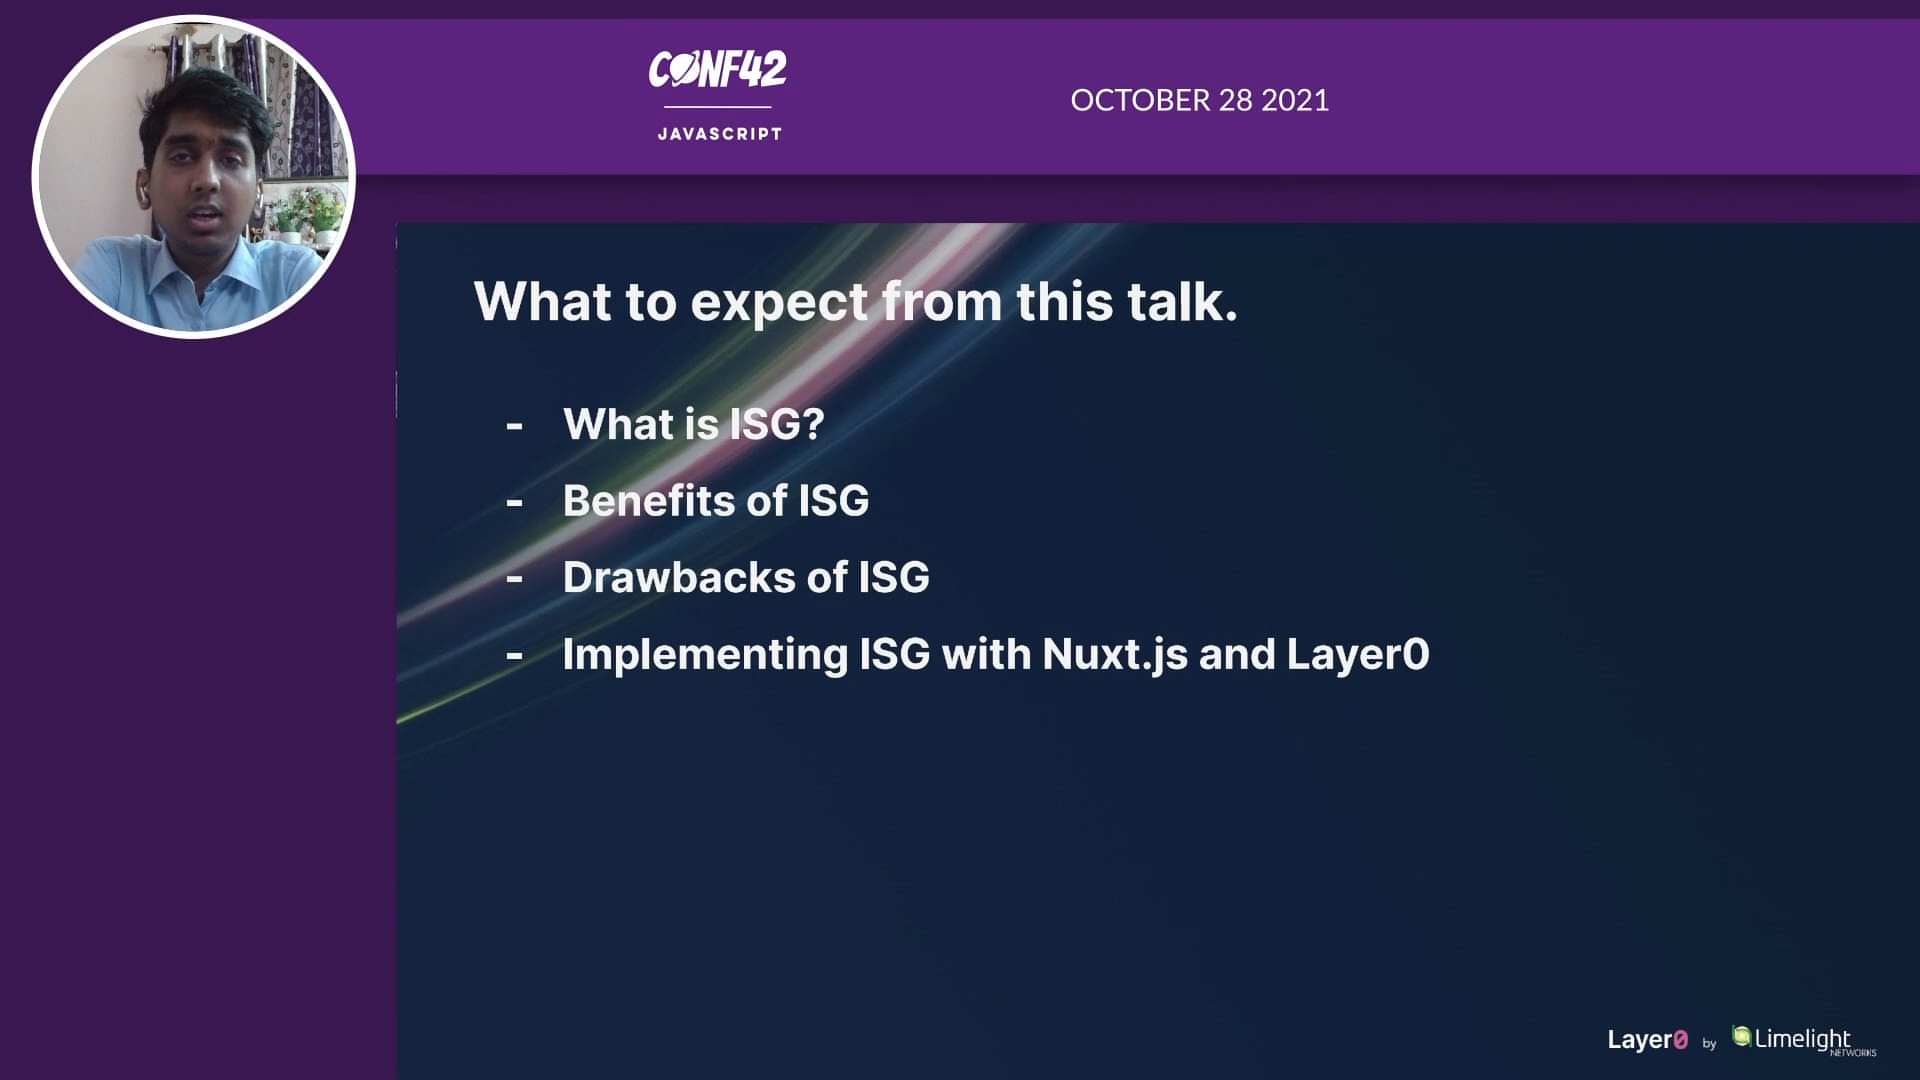 CONF42
JAVASCRIPT
OCTOBER 28 2021
What to expect from this talk.
- What is ISG?
- Benefits of ISG
- Drawbacks of ISG
- Implementing ISG with Nuxt.js and Layer0
Layer0 by Limelight
NETWORKS